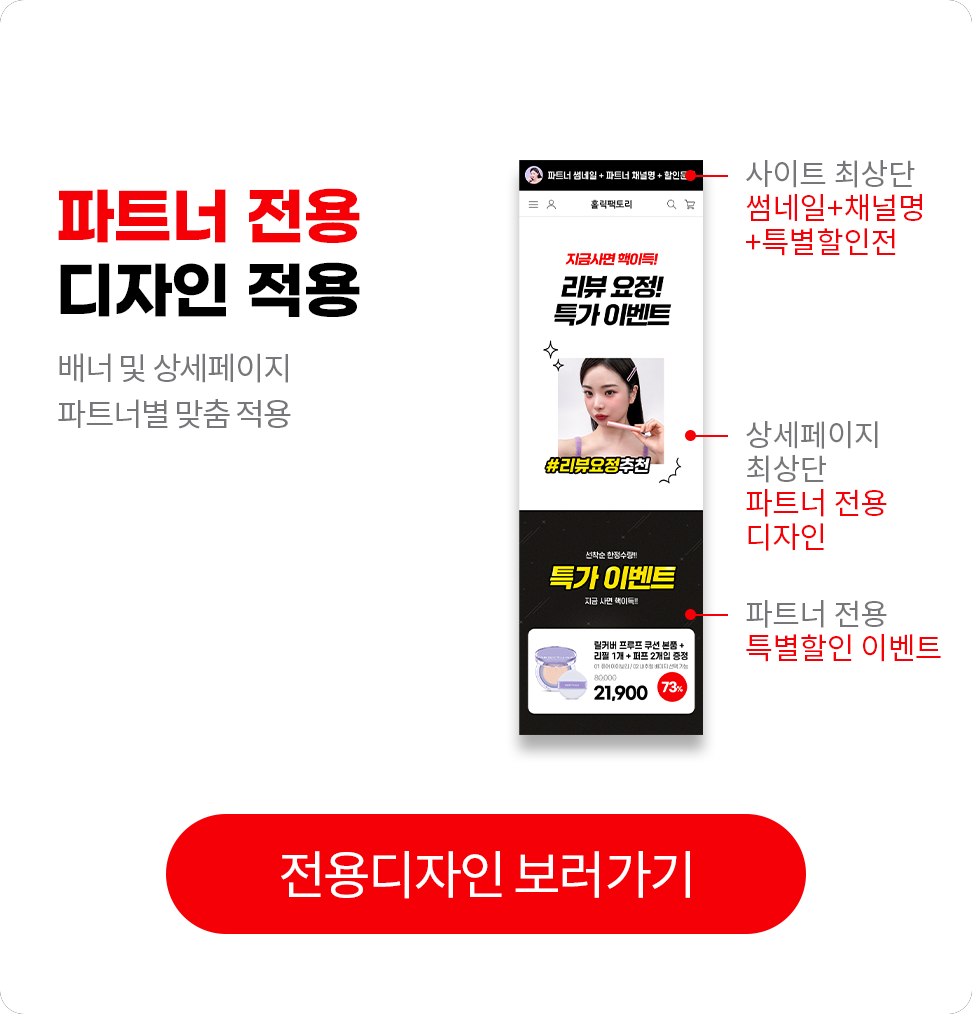 파트너 전용
디자인 적용
배너 및 상세페이지
파트너별 맞춤 적용
파트너 썸네일 + 파트너 채널명 + 할인문
홀릭팩토리
지금사면 핵이득!
리뷰 요정!
특가 이벤트
#리뷰요정추천
선착순 한정수량!!
특가 이벤트
지금 사면 핵이득!!
릴커버 프루프 쿠션 본품 +
리필 1개 + 퍼프 2개입 증정
80,000
21,900
73%
사이트 최상단
썸네일+채널명
+특별할인전
상세페이지
최상단
파트너 전용
디자인
파트너 전용
특별할인 이벤트
전용디자인 보러가기